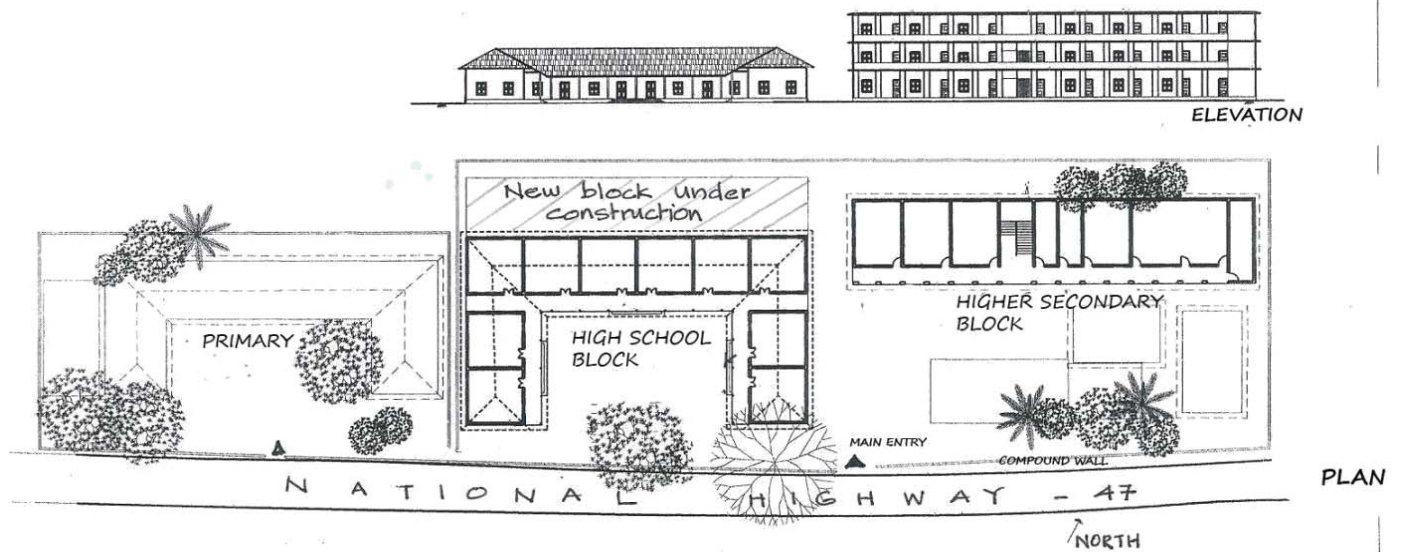 ELEVATION
New block under
construction
PRIMARY
HIGH SCHOOL
BLOCK
HIGHER SECONDARY
BLOCK
MAIN ENTRY
COMPOUND WALL
PLAN
NATIONAL HIGHWAY - 47
NORTH